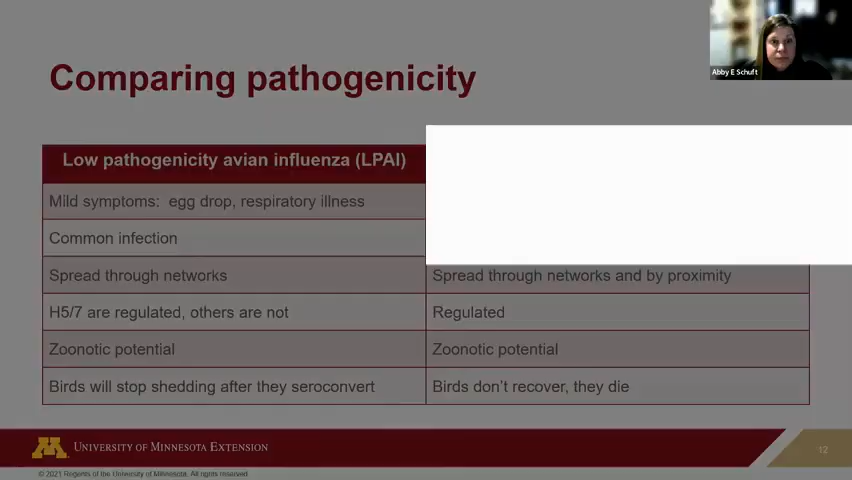 Abby E Schuft
Comparing pathogenicity
Low pathogenicity avian influenza (LPAI)
Mild symptoms: egg drop, respiratory illness
Common infection
Spread through networks
Spread through networks and by proximity
H5/7 are regulated, others are not
Regulated
Zoonotic potential
Zoonotic potential
Birds will stop shedding after they seroconvert
Birds don't recover, they die
M
UNIVERSITY OF MINNESOTA EXTENSION
12
© 2021 Regents of the University of Minnesota. All rights reserved.